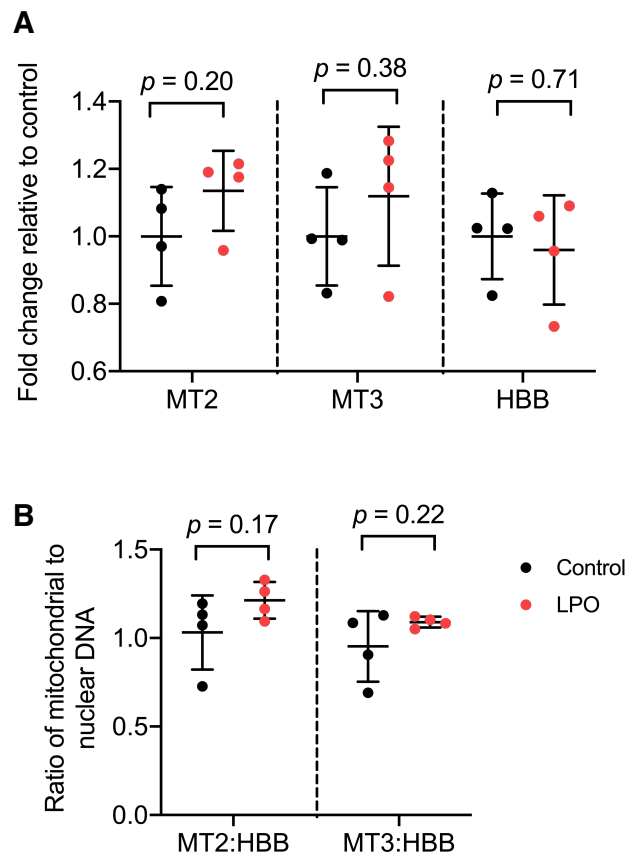 A
p = 0.20
p = 0.38
p = 0.71
Fold change relative to control
1.4
1.2
1.0
0.8
0.6
MT2
MT3
HBB
B
p = 0.17
p = 0.22
Ratio of mitochondrial to
nuclear DNA
1.5
1.0
0.5
0.0
MT2:HBB
MT3:HBB
Control
LPO